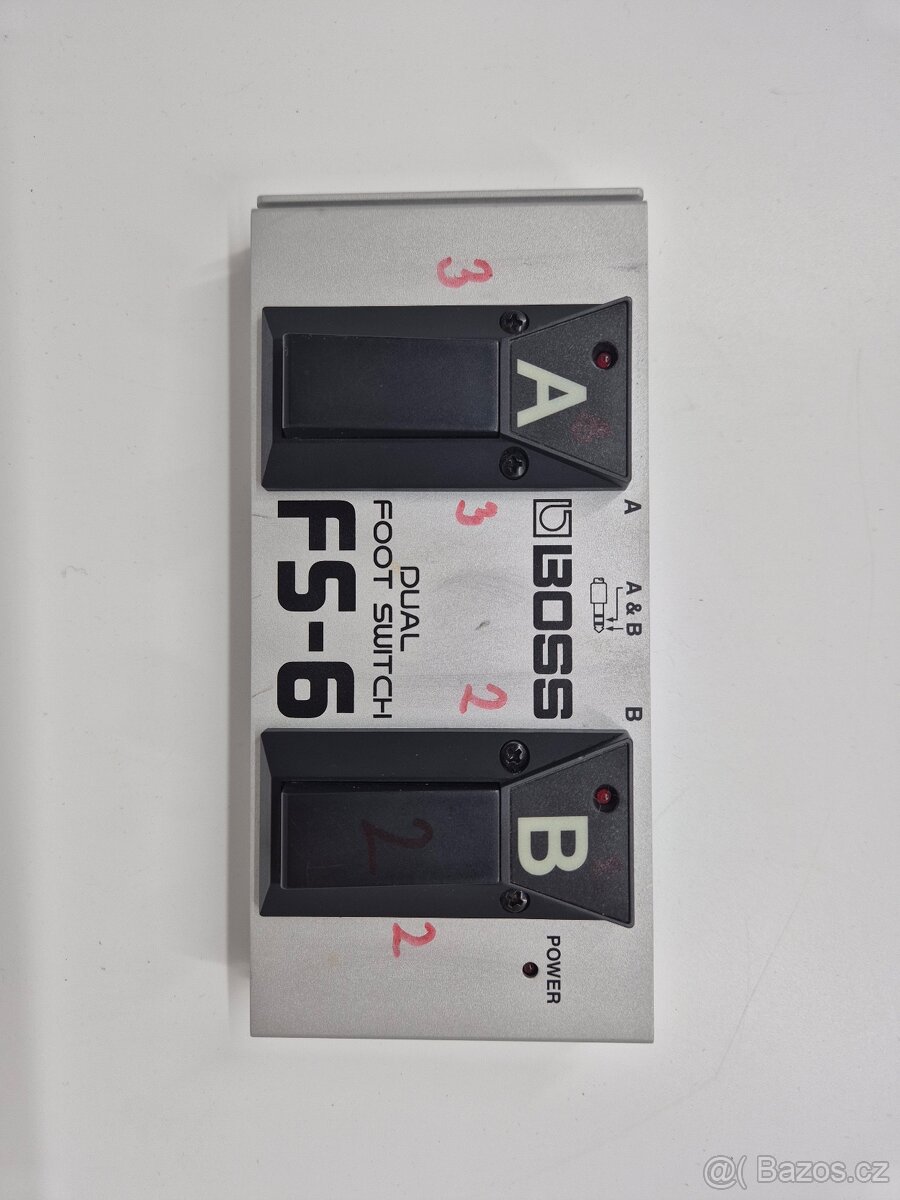 A A & B B
A BOSS B POWER
3 3 2
2
2
DUAL
FOOT SWITCH
FS-6
@( Bazos.cz